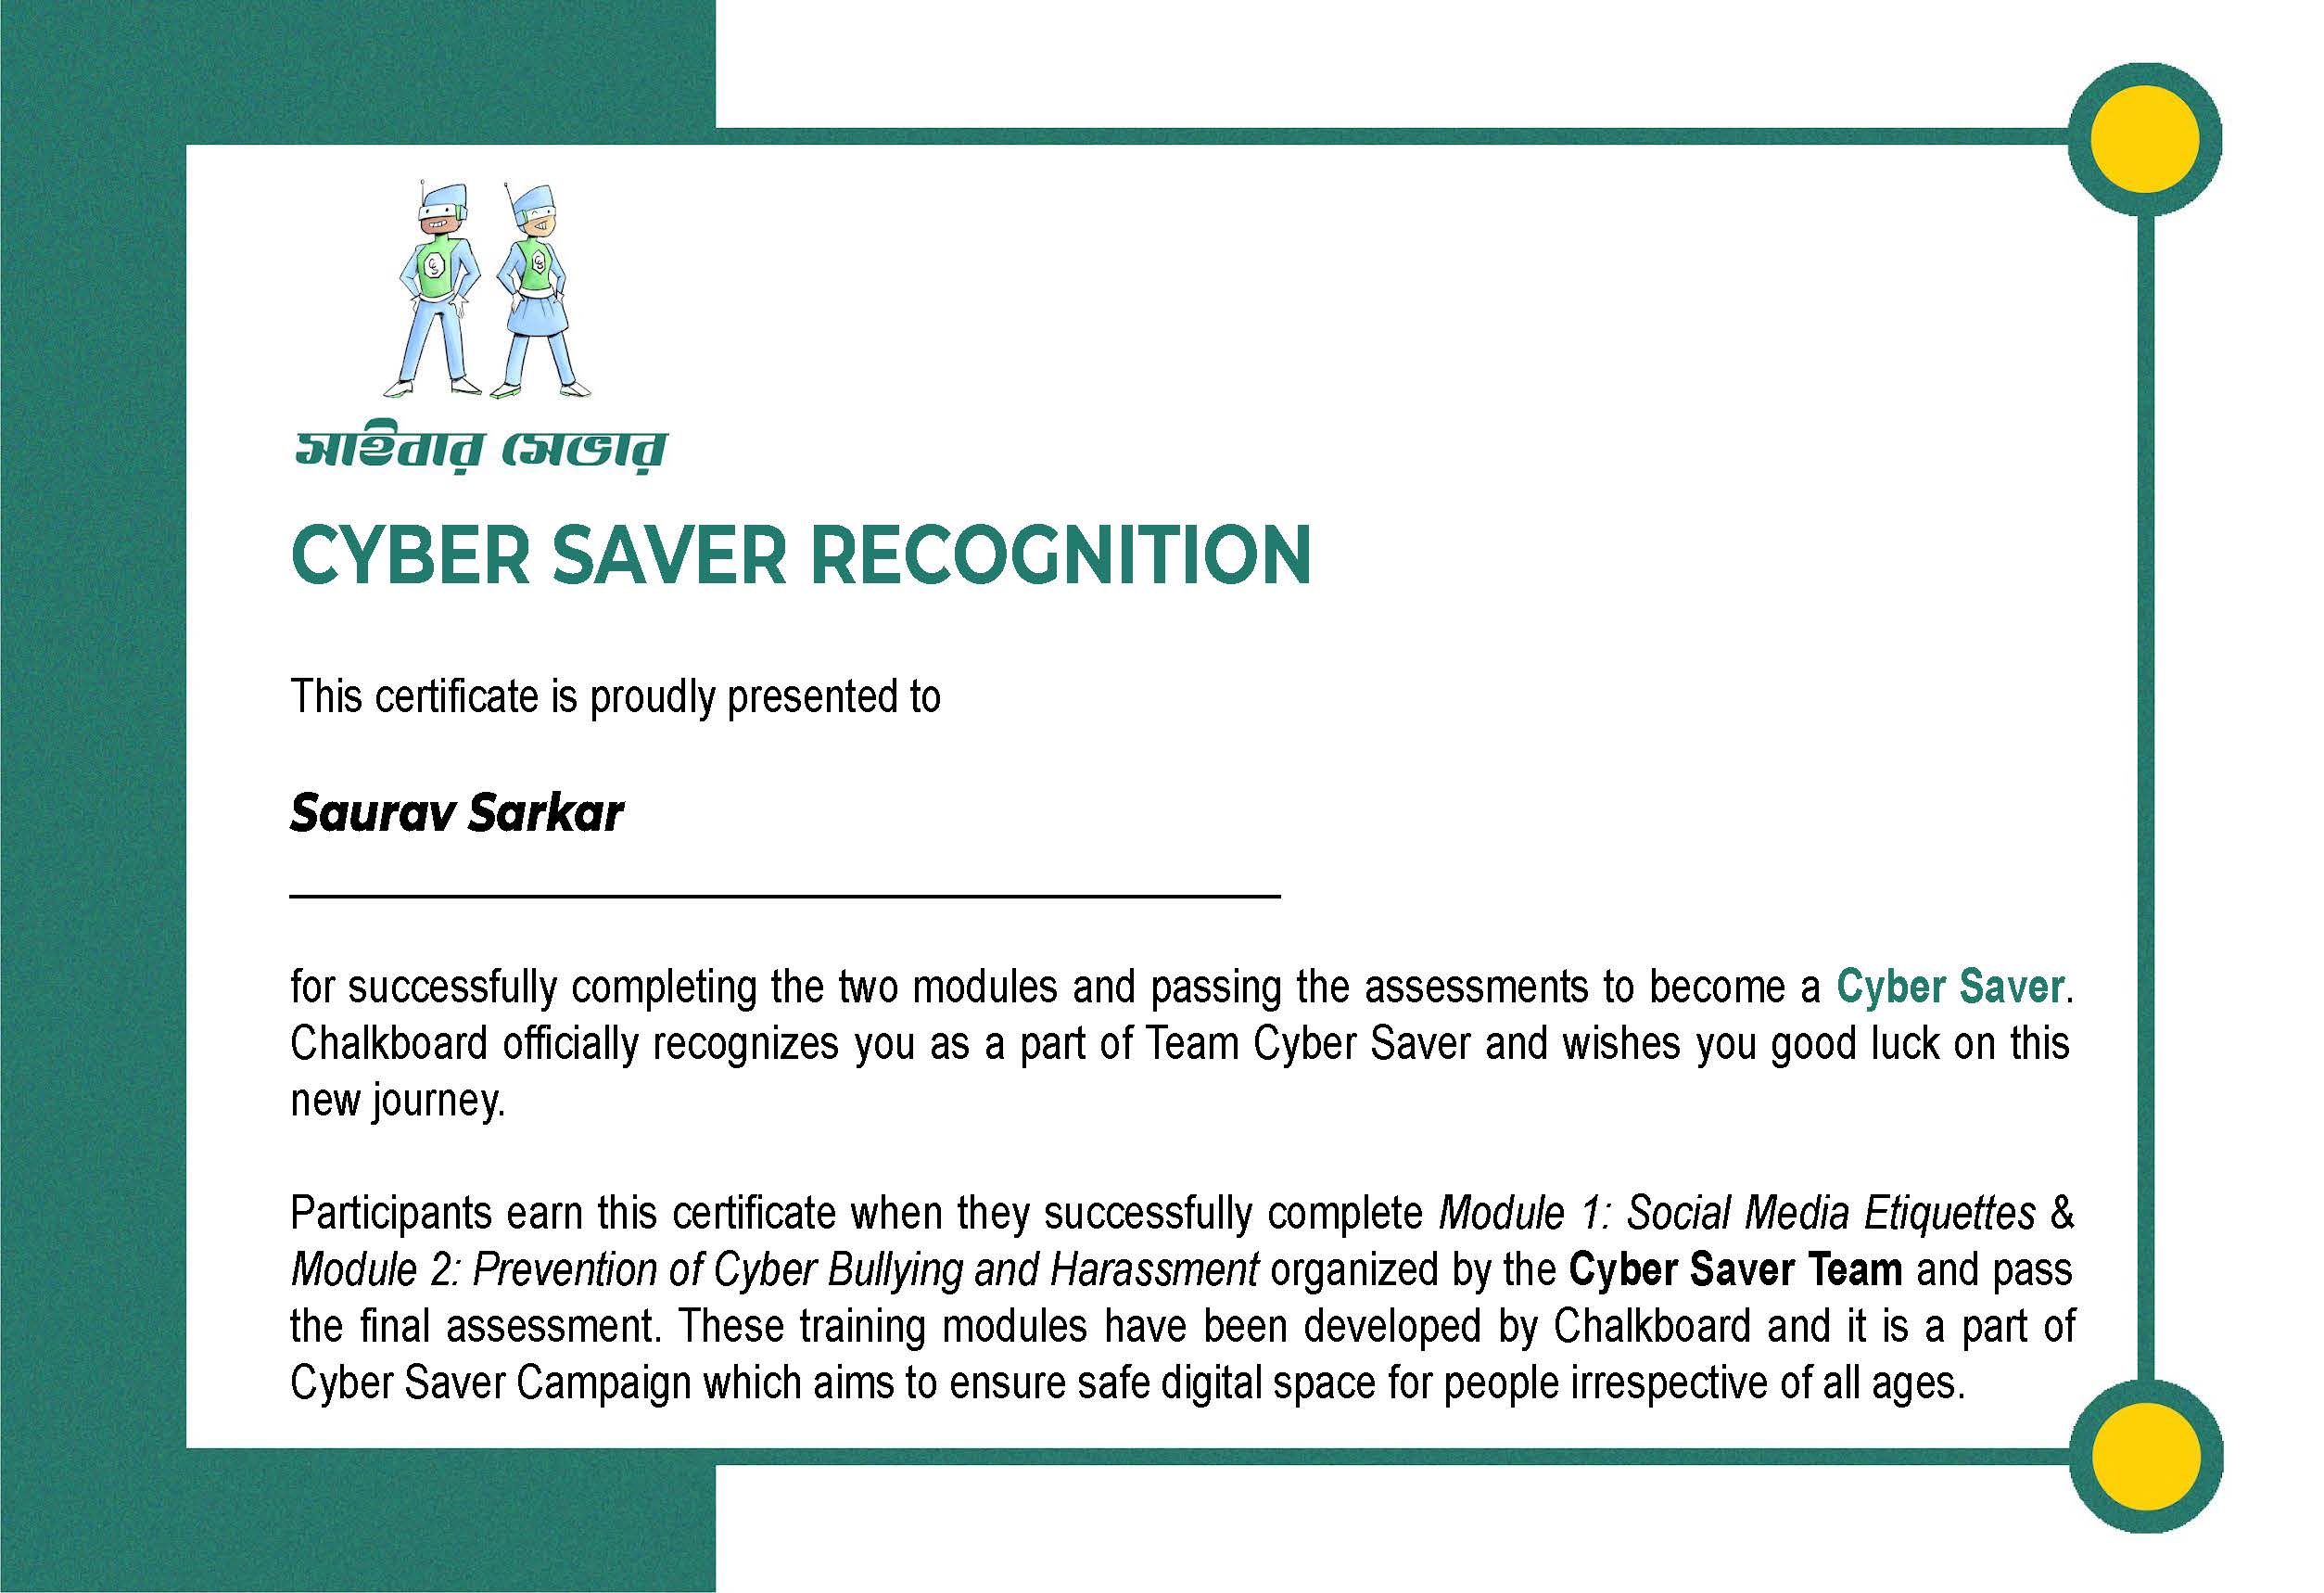 সাইবার সেভার
CYBER SAVER RECOGNITION
This certificate is proudly presented to
Saurav Sarkar
for successfully completing the two modules and passing the assessments to become a Cyber Saver.
Chalkboard officially recognizes you as a part of Team Cyber Saver and wishes you good luck on this
new journey.
Participants earn this certificate when they successfully complete Module 1: Social Media Etiquettes &
Module 2: Prevention of Cyber Bullying and Harassment organized by the Cyber Saver Team and pass
the final assessment. These training modules have been developed by Chalkboard and it is a part of
Cyber Saver Campaign which aims to ensure safe digital space for people irrespective of all ages.